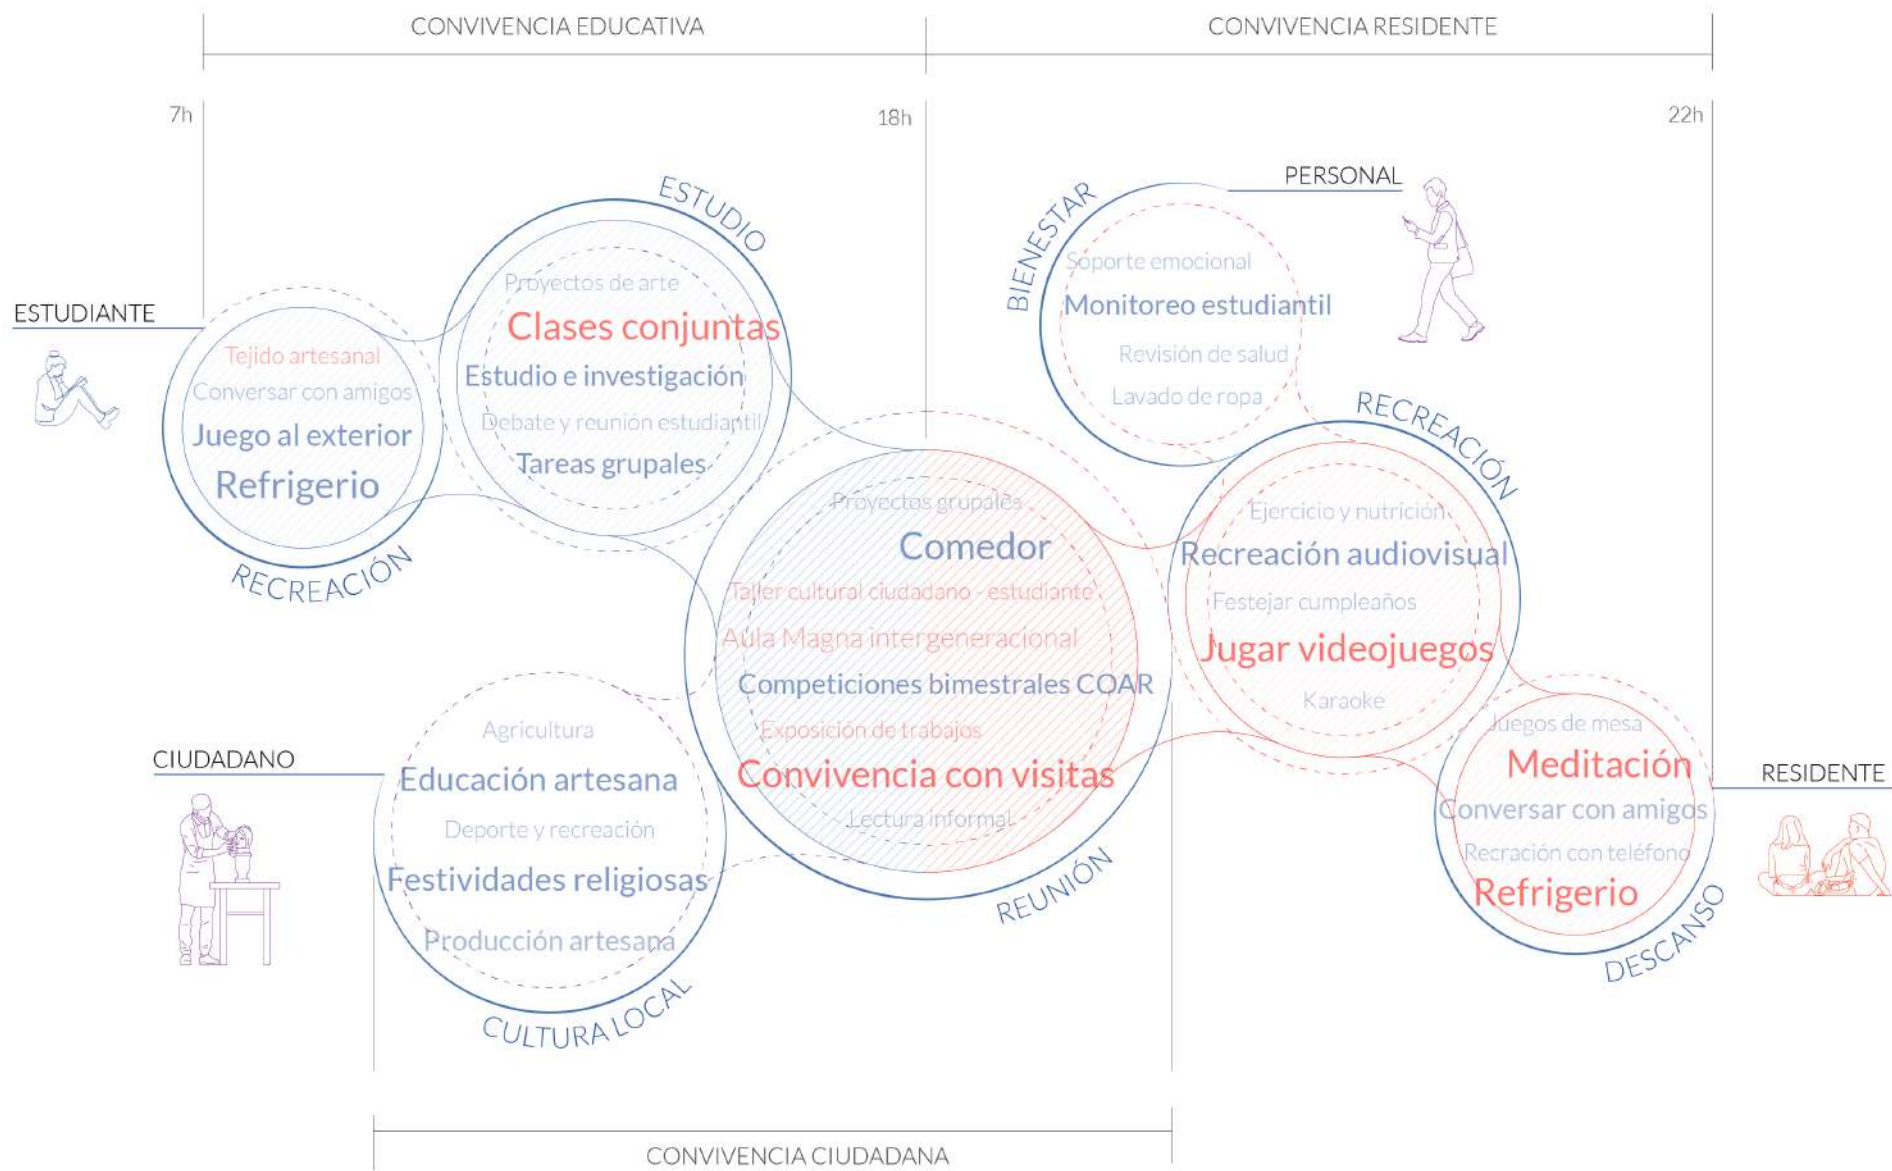 CONVIVENCIA EDUCATIVA
CONVIVENCIA RESIDENTE
7h
18h
22h
ESTUDIANTE
Tejido artesanal
Conversar con amigos
Juego al exterior
Refrigerio
RECREACIÓN
ESTUDIO
Proyectos de arte
Clases conjuntas
Estudio e investigación
Debate y reunión estudiantil
Tareas grupales
PERSONAL
BIENESTAR
Soporte emocional
Monitoreo estudiantil
Revisión de salud
Lavado de ropa
RECREACIÓN
Ejercicio y nutrición
Recreación audiovisual
Festejar cumpleaños
Jugar videojuegos
Karaoke
Proyectos grupales
Comedor
Taller cultural ciudadano - estudiante
Aula Magna intergeneracional
Competiciones bimestrales COAR
Exposición de trabajos
Convivencia con visitas
Lectura informal
REUNIÓN
CIUDADANO
Agricultura
Educación artesana
Deporte y recreación
Festividades religiosas
Producción artesana
CULTURA LOCAL
RESIDENTE
Juegos de mesa
Meditación
Conversar con amigos
Recración con teléfono
Refrigerio
DESCANSO
CONVIVENCIA CIUDADANA